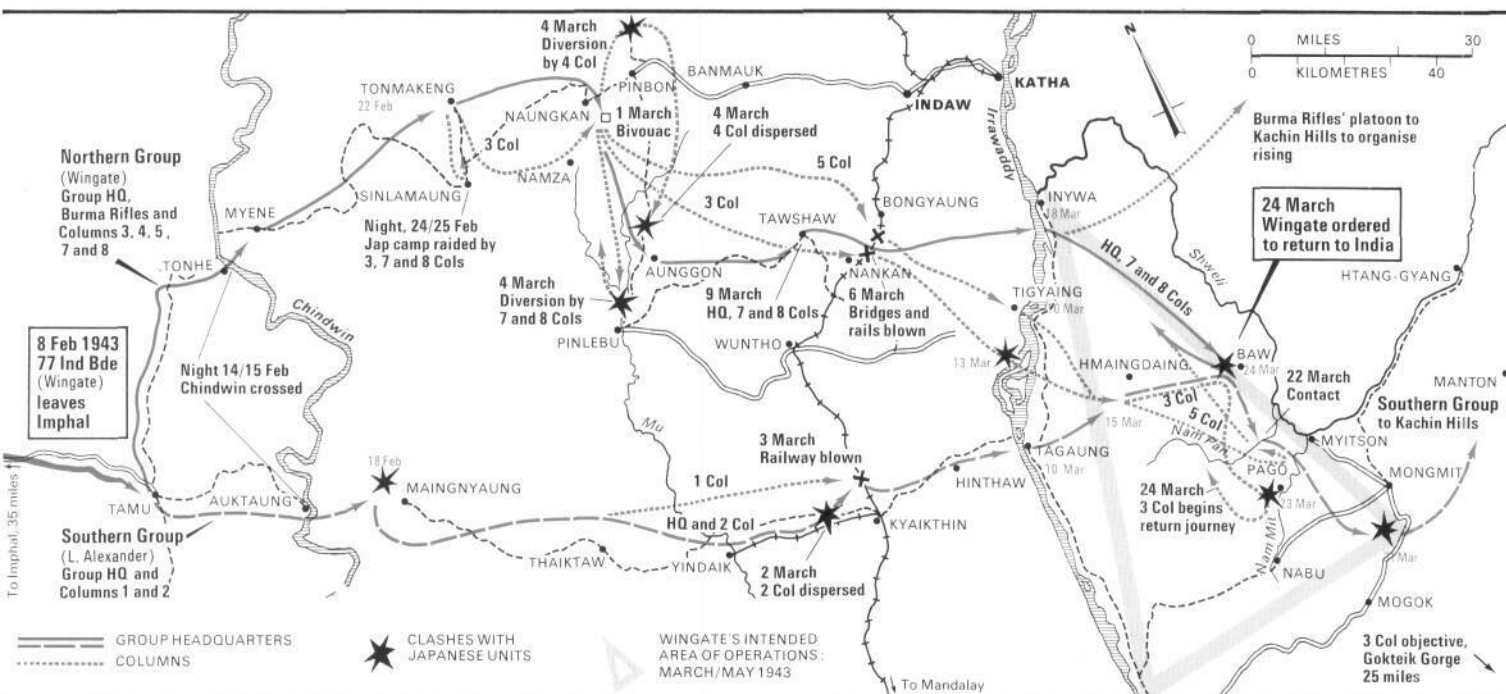 4 March
Diversion
by 4 Col
N
0 MILES 30
0 KILOMETRES 40
TONMAKENG
22 Feb
PINBON
BANMAUK
KATHA
INDAW
NAUNGKAN
1 March
Bivouac
4 March
4 Col dispersed
Irrawaddy
Burma Rifles' platoon to
Kachin Hills to organise
rising
Northern Group
(Wingate)
Group HQ,
Burma Rifles and
Columns 3, 4, 5,
7 and 8
3 Col
NAMZA
5 Col
SINLAMAUNG
MYENE
Night, 24/25 Feb
Jap camp raided by
3, 7 and 8 Cols
3 Col
TAWSHAW
BONGYAUNG
INYWA
18 Mar
24 March
Wingate ordered
to return to India
TONHE
Chindwin
AUNGGON
NANKAN
HQ, 7 and 8 Cols
Shweli
HTANG-GYANG
4 March
Diversion by
7 and 8 Cols
9 March
HQ, 7 and 8 Cols
6 March
Bridges and
rails blown
TIGYAING
10 Mar
8 Feb 1943
77 Ind Bde
(Wingate)
leaves
Imphal
Night 14/15 Feb
Chindwin crossed
PINLEBU
WUNTHO
13 Mar
HMAINGDAING
BAW
24 Mar
22 March
Contact
MANTON
Southern Group
to Kachin Hills
Mu
3 Col
5 Col
15 Mar
Nam Pan
MYITSON
To Imphal, 35 miles
18 Feb
3 March
Railway blown
TAGAUNG
10 Mar
PAGO
23 Mar
MONGMIT
TAMU
AUKTAUNG
MAINGNYAUNG
1 Col
HINTHAW
24 March
3 Col begins
return journey
Southern Group
(L. Alexander)
Group HQ and
Columns 1 and 2
HQ and 2 Col
KYAIKTHIN
Nam Mit
Mar
THAIKTAW
YINDAIK
2 March
2 Col dispersed
NABU
MOGOK
GROUP HEADQUARTERS
COLUMNS
CLASHES WITH
JAPANESE UNITS
WINGATE'S INTENDED
AREA OF OPERATIONS:
MARCH/MAY 1943
To Mandalay
3 Col objective,
Gokteik Gorge
25 miles